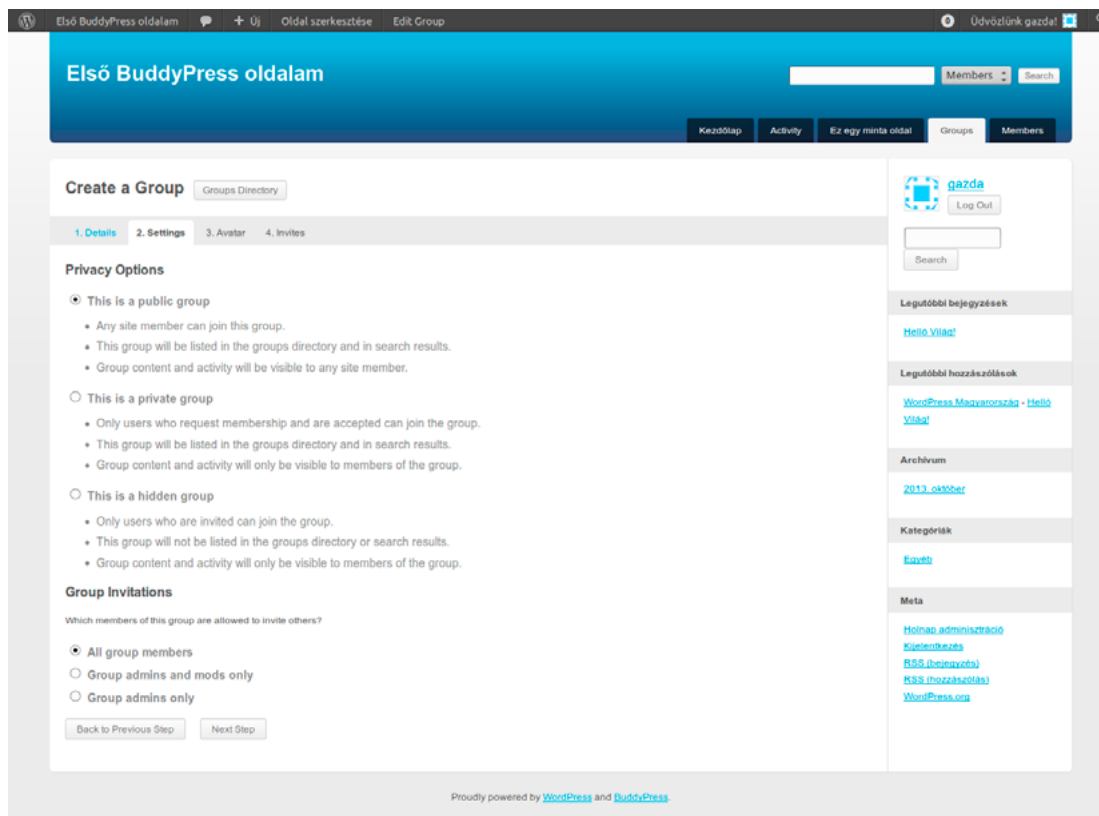 Első BuddyPress oldalam
Új
Oldal szerkesztése
Edit Group
0
Üdvözlünk gazda!
Első BuddyPress oldalam
Members
Search
Kezdőlap
Activity
Ez egy minta oldal
Groups
Members
Create a Group
Groups Directory
1. Details
2. Settings
3. Avatar
4. Invites
Privacy Options
This is a public group
Any site member can join this group.
This group will be listed in the groups directory and in search results.
Group content and activity will be visible to any site member.
This is a private group
Only users who request membership and are accepted can join the group.
This group will be listed in the groups directory and in search results.
Group content and activity will only be visible to members of the group.
This is a hidden group
Only users who are invited can join the group.
This group will not be listed in the groups directory or search results.
Group content and activity will only be visible to members of the group.
Group Invitations
Which members of this group are allowed to invite others?
All group members
Group admins and mods only
Group admins only
Back to Previous Step
Next Step
gazda
Log Out
Search
Legutóbbi bejegyzések
Helló Világ!
Legutóbbi hozzászólások
WordPress Magyarország - Helló
Világ!
Archívum
2013. október
Kategóriák
Egyéb
Meta
Holnap adminisztráció
Kijelentkezés
RSS (bejegyzés)
RSS (hozzászólás)
WordPress.org
Proudly powered by WordPress and BuddyPress.